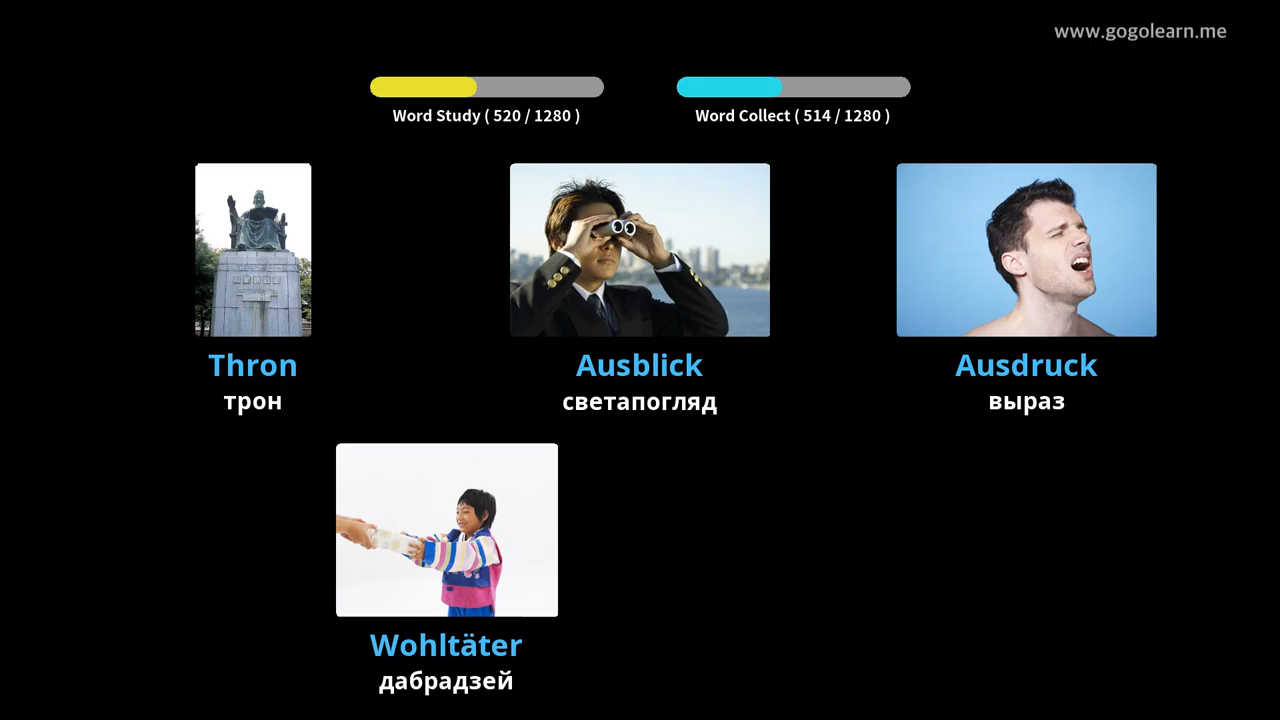 www.gogolearn.me
Word Study ( 520 / 1280 )
Word Collect ( 514 / 1280 )
Thron
трон
Ausblick
светапогляд
Ausdruck
выраз
Wohltäter
дабрадзей